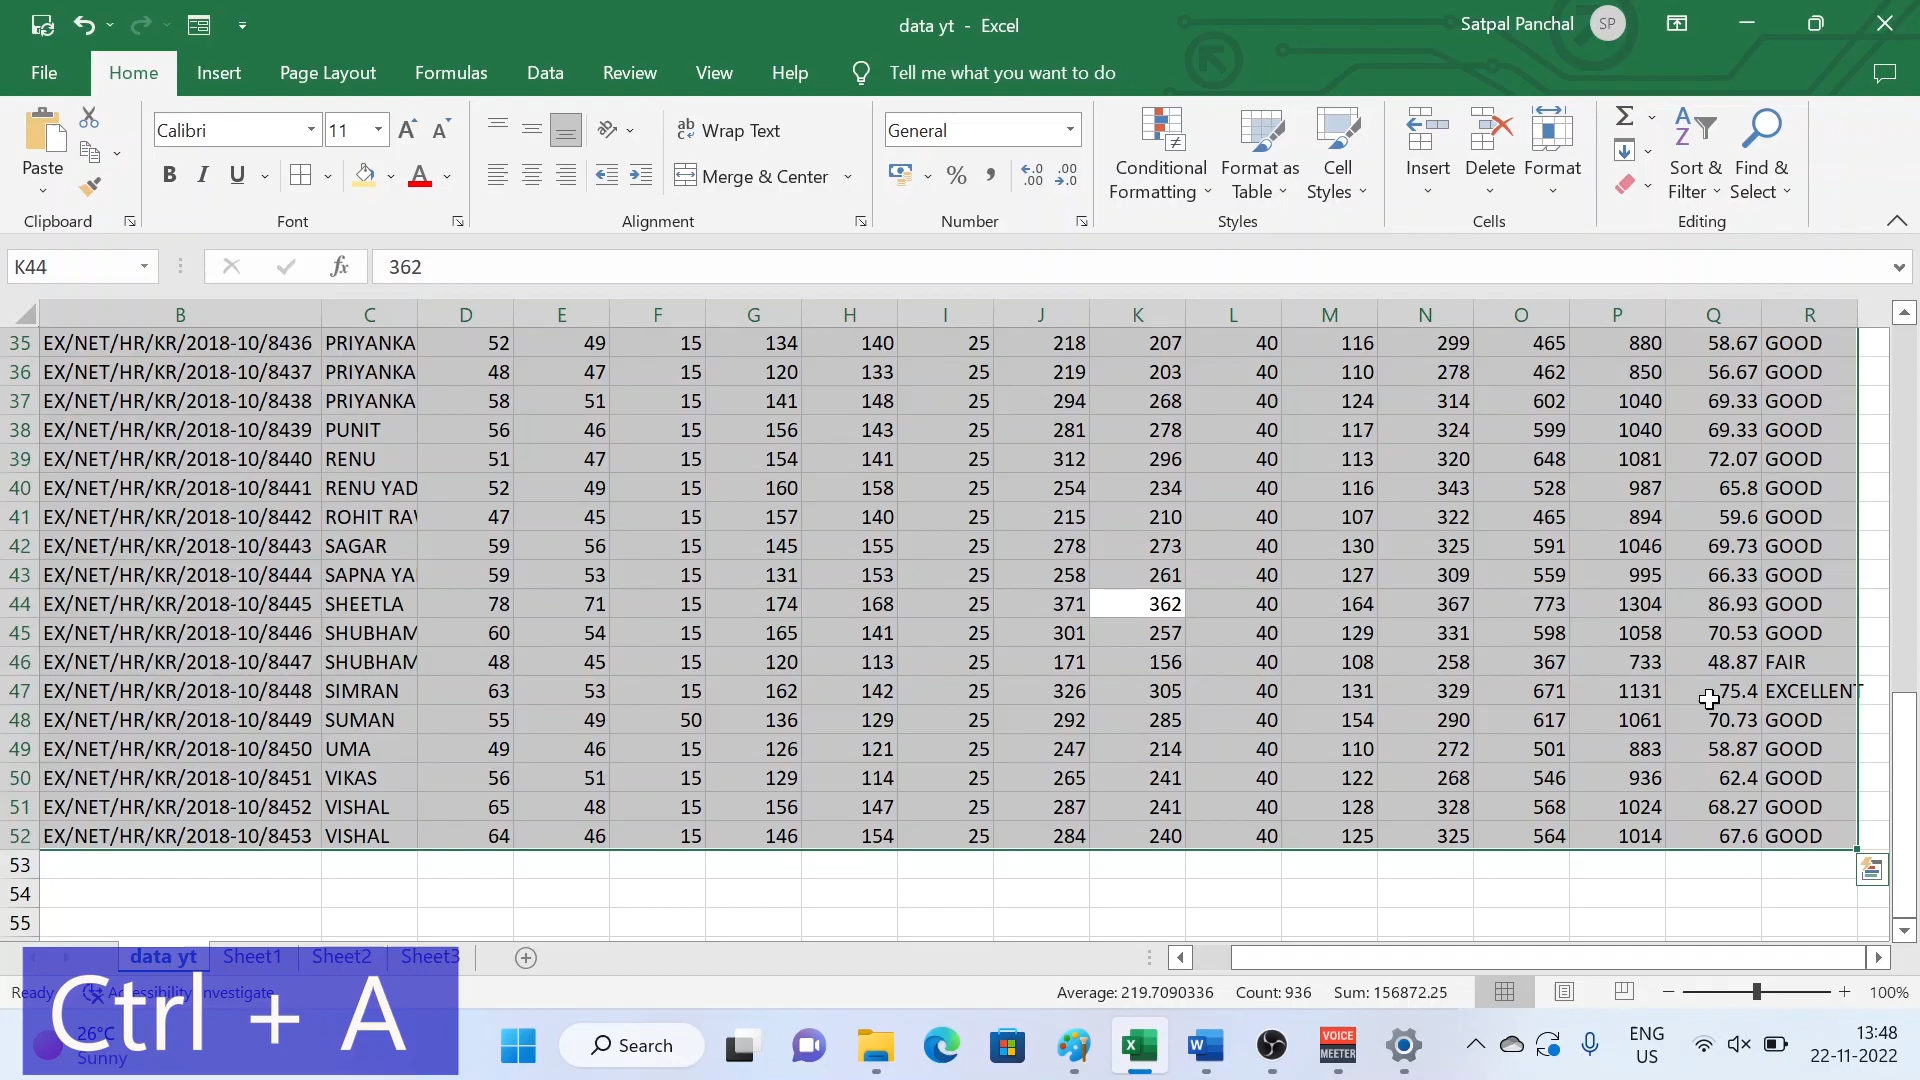 data yt - Excel
Satpal Panchal SP
File Home Insert Page Layout Formulas Data Review View Help Tell me what you want to do
Calibri 11 ab Wrap Text General
Paste B I U A Merge & Center % Conditional Formatting Format as Table Cell Styles Insert Delete Format Sort & Filter Find & Select
Clipboard Font Alignment Number Styles Cells Editing
K44 fx 362
B C D E F G H I J K L M N O P Q R
35 EX/NET/HR/KR/2018-10/8436 PRIYANKA 52 49 15 134 140 25 218 207 40 116 299 465 880 58.67 GOOD
36 EX/NET/HR/KR/2018-10/8437 PRIYANKA 48 47 15 120 133 25 219 203 40 110 278 462 850 56.67 GOOD
37 EX/NET/HR/KR/2018-10/8438 PRIYANKA 58 51 15 141 148 25 294 268 40 124 314 602 1040 69.33 GOOD
38 EX/NET/HR/KR/2018-10/8439 PUNIT 56 46 15 156 143 25 281 278 40 117 324 599 1040 69.33 GOOD
39 EX/NET/HR/KR/2018-10/8440 RENU 51 47 15 154 141 25 312 296 40 113 320 648 1081 72.07 GOOD
40 EX/NET/HR/KR/2018-10/8441 RENU YAD 52 49 15 160 158 25 254 234 40 116 343 528 987 65.8 GOOD
41 EX/NET/HR/KR/2018-10/8442 ROHIT RAV 47 45 15 157 140 25 215 210 40 107 322 465 894 59.6 GOOD
42 EX/NET/HR/KR/2018-10/8443 SAGAR 59 56 15 145 155 25 278 273 40 130 325 591 1046 69.73 GOOD
43 EX/NET/HR/KR/2018-10/8444 SAPNA YA 59 53 15 131 153 25 258 261 40 127 309 559 995 66.33 GOOD
44 EX/NET/HR/KR/2018-10/8445 SHEETLA 78 71 15 174 168 25 371 362 40 164 367 773 1304 86.93 GOOD
45 EX/NET/HR/KR/2018-10/8446 SHUBHAM 60 54 15 165 141 25 301 257 40 129 331 598 1058 70.53 GOOD
46 EX/NET/HR/KR/2018-10/8447 SHUBHAM 48 45 15 120 113 25 171 156 40 108 258 367 733 48.87 FAIR
47 EX/NET/HR/KR/2018-10/8448 SIMRAN 63 53 15 162 142 25 326 305 40 131 329 671 1131 75.4 EXCELLENT
48 EX/NET/HR/KR/2018-10/8449 SUMAN 55 49 50 136 129 25 292 285 40 154 290 617 1061 70.73 GOOD
49 EX/NET/HR/KR/2018-10/8450 UMA 49 46 15 126 121 25 247 214 40 110 272 501 883 58.87 GOOD
50 EX/NET/HR/KR/2018-10/8451 VIKAS 56 51 15 129 114 25 265 241 40 122 268 546 936 62.4 GOOD
51 EX/NET/HR/KR/2018-10/8452 VISHAL 65 48 15 156 147 25 287 241 40 128 328 568 1024 68.27 GOOD
52 EX/NET/HR/KR/2018-10/8453 VISHAL 64 46 15 146 154 25 284 240 40 125 325 564 1014 67.6 GOOD
53
54
55
data yt Sheet1 Sheet2 Sheet3
Ready Accessibility: Investigate Average: 219.7090336 Count: 936 Sum: 156872.25 100%
Ctrl + A
26°C
Sunny
Search
VOICE MEETER
ENG
US
13:48
22-11-2022